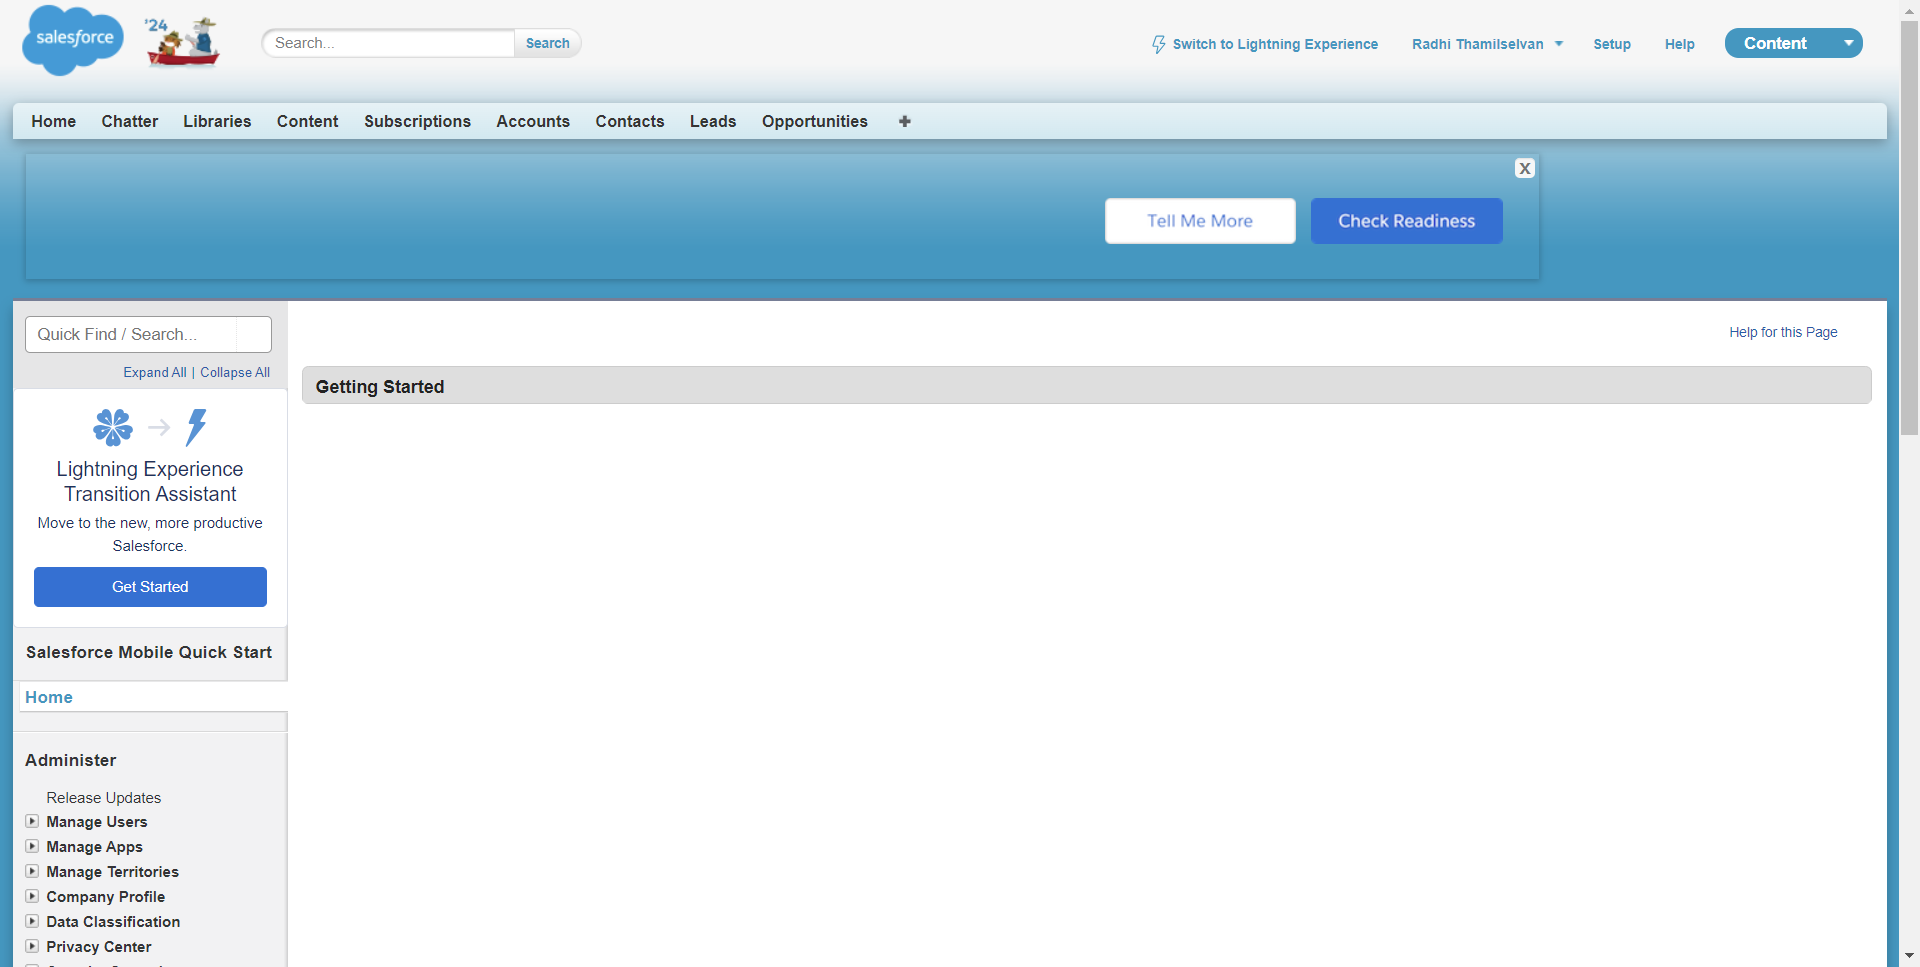 salesforce
'24
Search...
Search
Switch to Lightning Experience
Radhi Thamilselvan
Setup
Help
Content
Home
Chatter
Libraries
Content
Subscriptions
Accounts
Contacts
Leads
Opportunities
X
Tell Me More
Check Readiness
Quick Find / Search...
Expand All | Collapse All
Help for this Page
Getting Started
Lightning Experience
Transition Assistant
Move to the new, more productive
Salesforce.
Get Started
Salesforce Mobile Quick Start
Home
Administer
Release Updates
Manage Users
Manage Apps
Manage Territories
Company Profile
Data Classification
Privacy Center